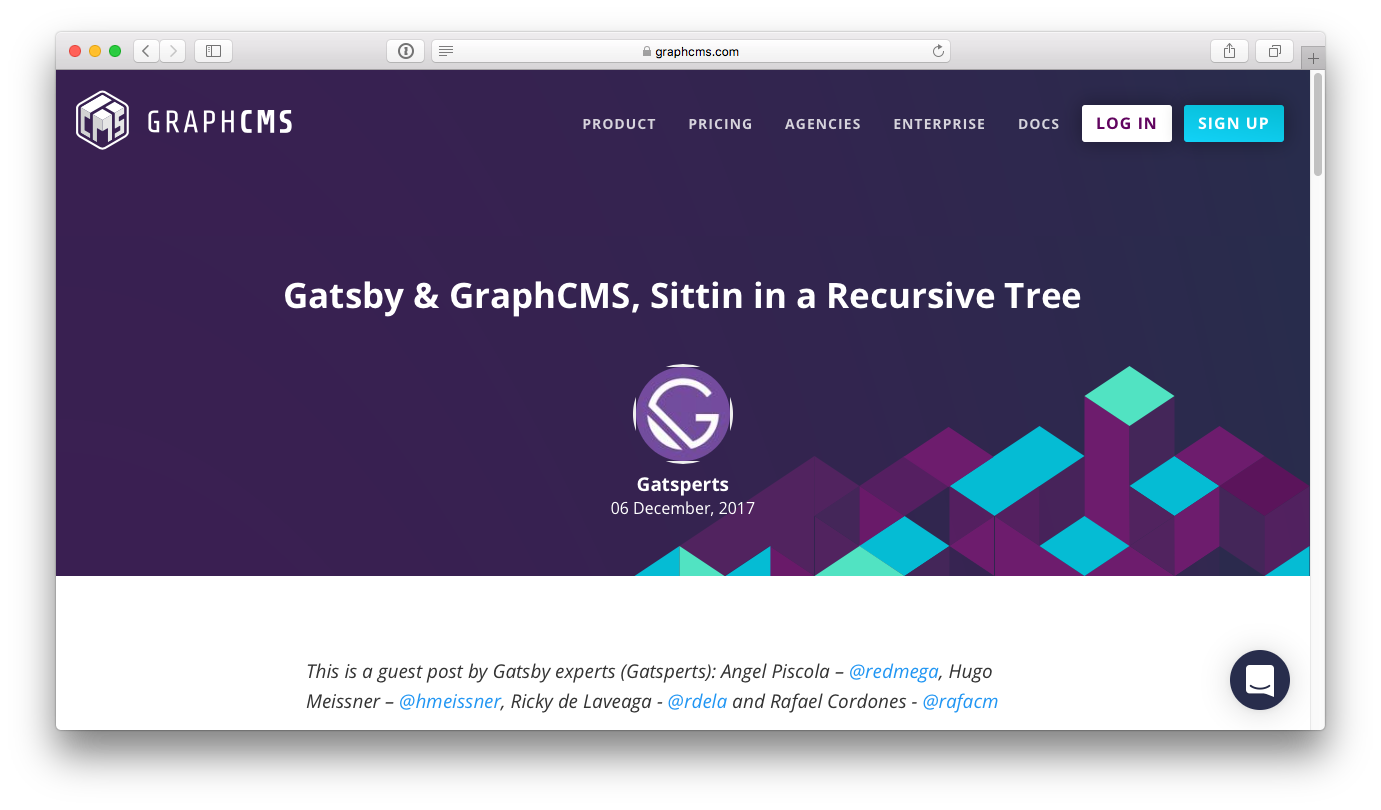 graphcms.com
GRAPHCMS
PRODUCT PRICING AGENCIES ENTERPRISE DOCS LOG IN SIGN UP
Gatsby & GraphCMS, Sittin in a Recursive Tree
Gatsperts
06 December, 2017
This is a guest post by Gatsby experts (Gatsperts): Angel Piscola – @redmega, Hugo
Meissner – @hmeissner, Ricky de Laveaga - @rdela and Rafael Cordones - @rafacm